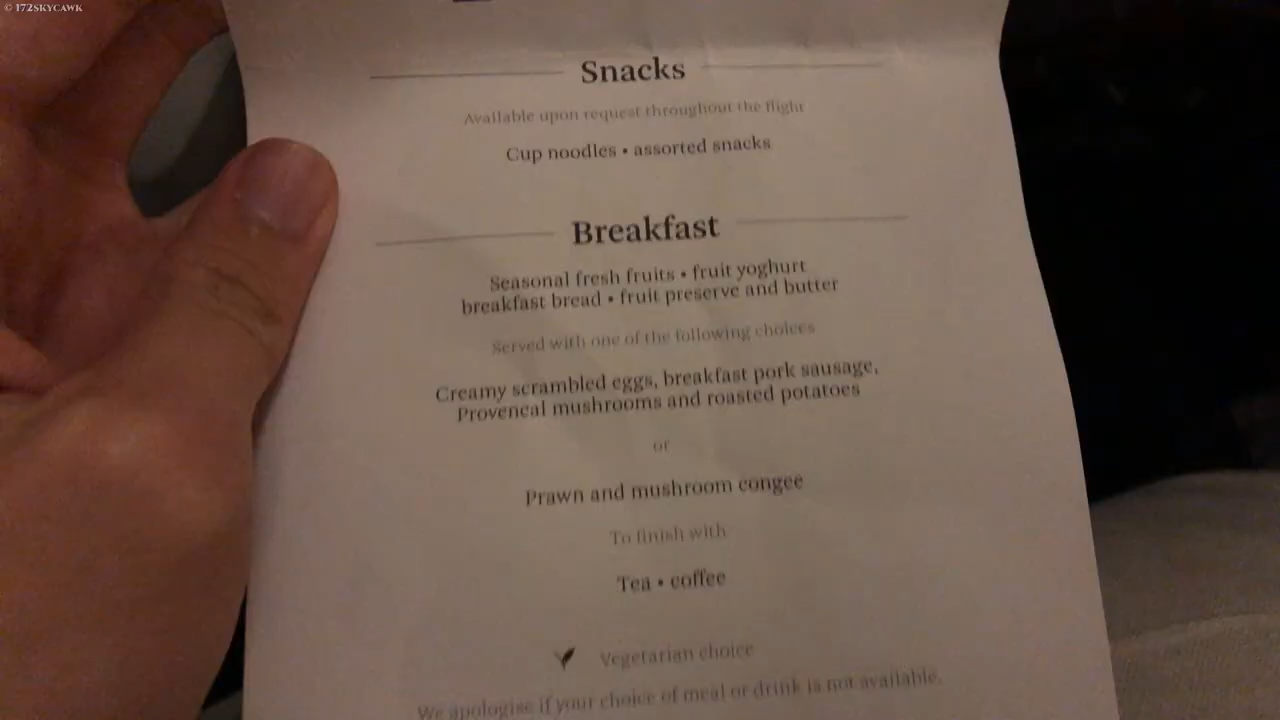 © 172SKYCAWK
Snacks
Available upon request throughout the flight
Cup noodles • assorted snacks
Breakfast
Seasonal fresh fruits • fruit yoghurt
breakfast bread • fruit preserve and butter
Served with one of the following choices
Creamy scrambled eggs, breakfast pork sausage,
Provencal mushrooms and roasted potatoes
or
Prawn and mushroom congee
To finish with
Tea • coffee
Vegetarian choice
We apologise if your choice of meal or drink is not available.